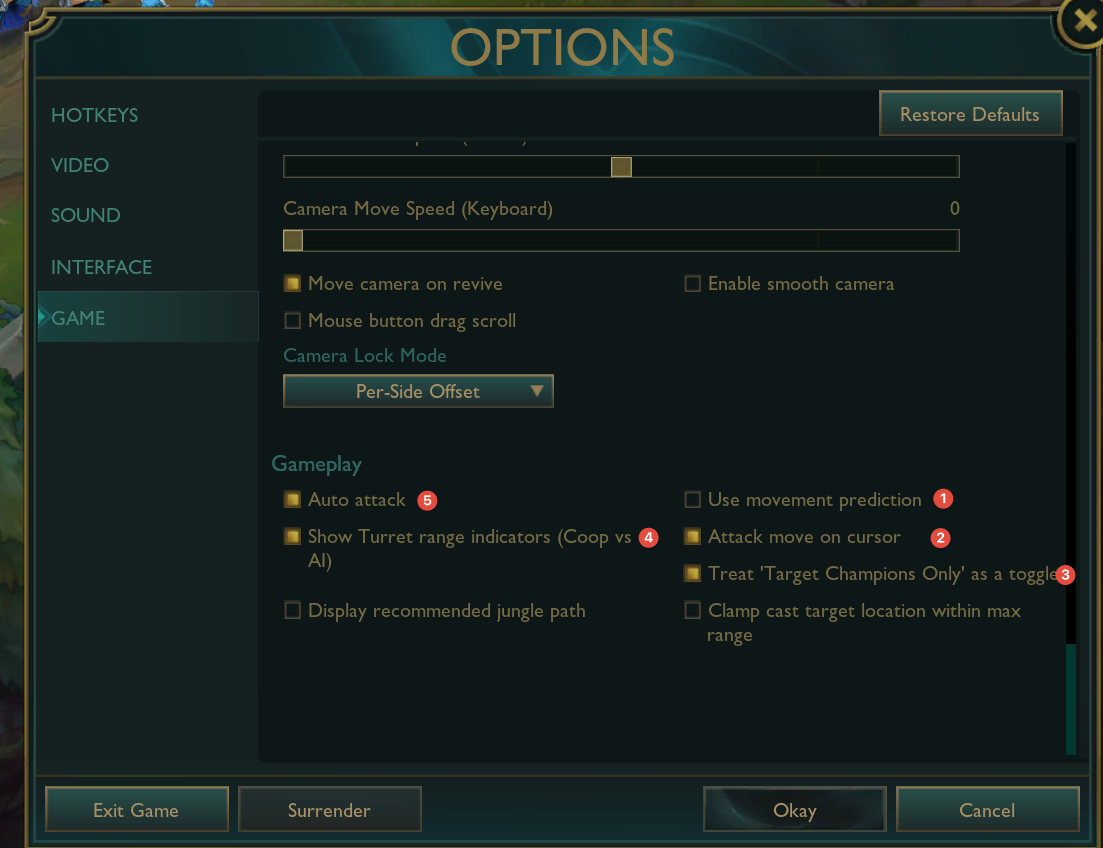 OPTIONS
HOTKEYS
VIDEO
SOUND
INTERFACE
GAME
Restore Defaults
Camera Move Speed (Keyboard) 0
Move camera on revive
Enable smooth camera
Mouse button drag scroll
Camera Lock Mode
Per-Side Offset
Gameplay
Auto attack 5
Use movement prediction 1
Show Turret range indicators (Coop vs 4
AI)
Attack move on cursor 2
Treat 'Target Champions Only' as a toggle 3
Display recommended jungle path
Clamp cast target location within max
range
Exit Game
Surrender
Okay
Cancel